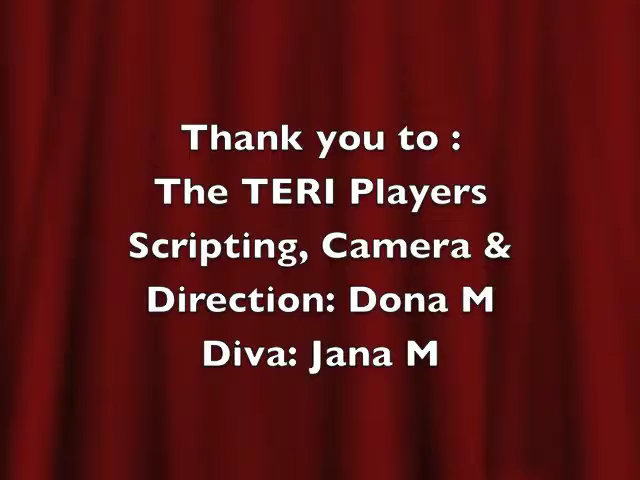 Thank you to :
The TERI Players
Scripting, Camera &
Direction: Dona M
Diva: Jana M